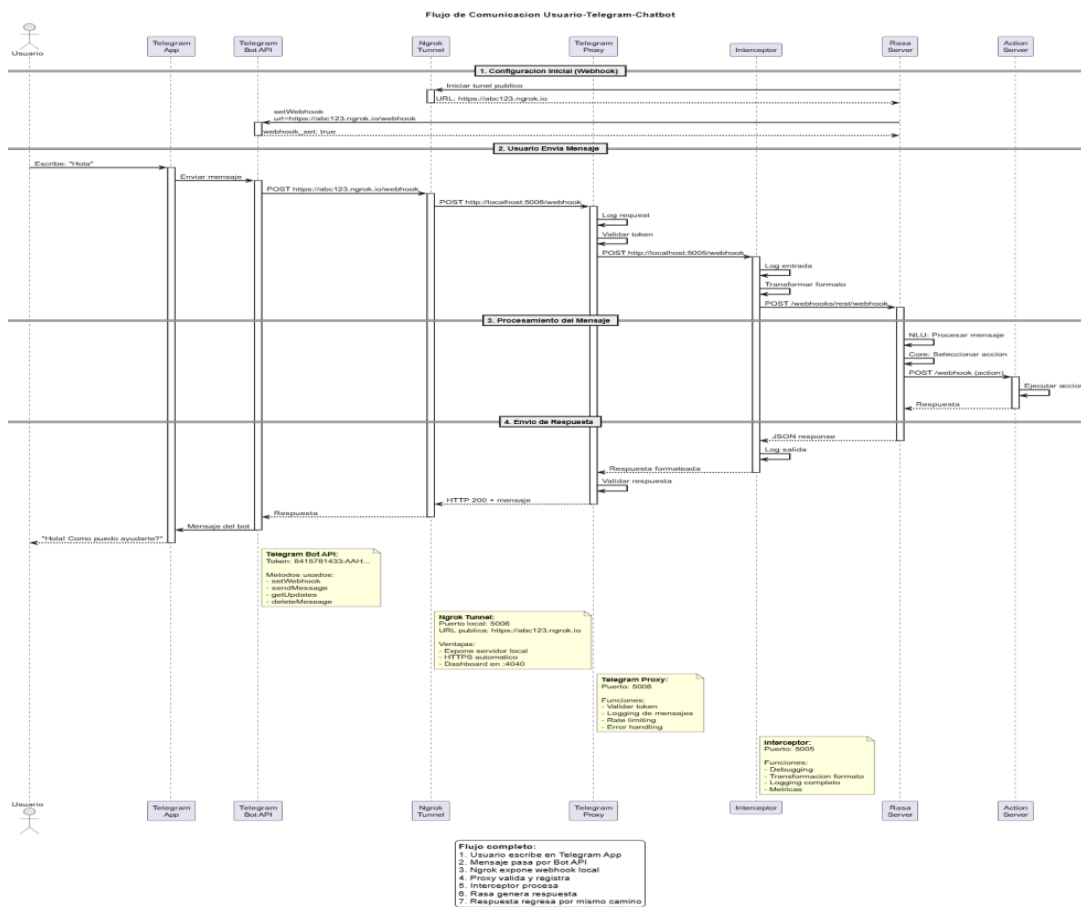 Flujo de Comunicacion Usuario-Telegram-Chatbot
Usuario
Telegram
App
Telegram
Bot API
Ngrok
Tunnel
Telegram
Proxy
Interceptor
Rasa
Server
Action
Server
1. Configuracion Inicial (Webhook)
Iniciar tunel publico
URL: https://abc123.ngrok.io
setWebhook
url=https://abc123.ngrok.io/webhook
webhook_set: true
2. Usuario Envia Mensaje
Escribe: "Hola"
Enviar mensaje
POST https://abc123.ngrok.io/webhook
POST http://localhost:5006/webhook
Log request
Validar token
POST http://localhost:5005/webhook
Log entrada
Transformar formato
POST /webhooks/rest/webhook
3. Procesamiento del Mensaje
NLU: Procesar mensaje
Core: Seleccionar accion
POST /webhook (action)
Ejecutar accion
Respuesta
4. Envio de Respuesta
JSON response
Log salida
Respuesta formateada
Validar respuesta
HTTP 200 + mensaje
Respuesta
Mensaje del bot
"Hola! Como puedo ayudarte?"
Telegram Bot API:
Token: 8415781433:AAH...
Metodos usados:
- setWebhook
- sendMessage
- getUpdates
- deleteMessage
Ngrok Tunnel:
Puerto local: 5006
URL publica: https://abc123.ngrok.io
Ventajas:
- Expone servidor local
- HTTPS automatico
- Dashboard en :4040
Telegram Proxy:
Puerto: 5006
Funciones:
- Validar token
- Logging de mensajes
- Rate limiting
- Error handling
Interceptor:
Puerto: 5005
Funciones:
- Debugging
- Transformacion formato
- Logging completo
- Metricas
Usuario
Telegram
App
Telegram
Bot API
Ngrok
Tunnel
Telegram
Proxy
Interceptor
Rasa
Server
Action
Server
Flujo completo:
1. Usuario escribe en Telegram App
2. Mensaje pasa por Bot API
3. Ngrok expone webhook local
4. Proxy valida y registra
5. Interceptor procesa
6. Rasa genera respuesta
7. Respuesta regresa por mismo camino